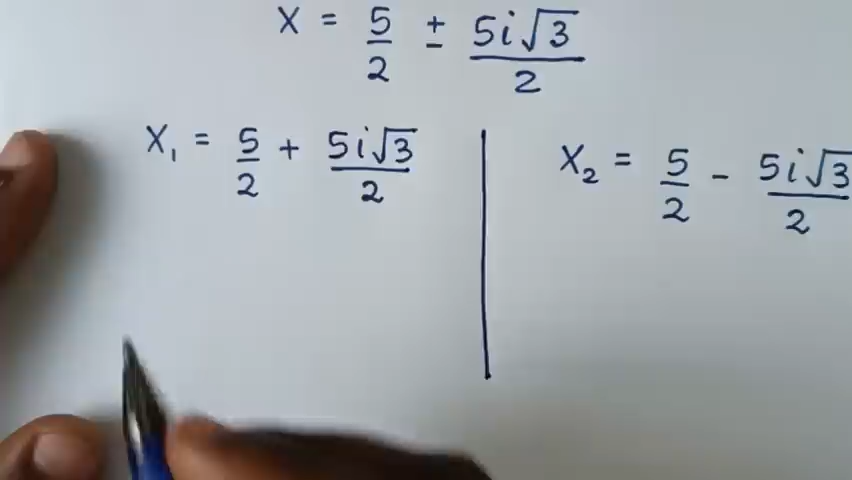 X = 5/2 ± 5i√3/2
X₁ = 5/2 + 5i√3/2
X₂ = 5/2 - 5i√3/2